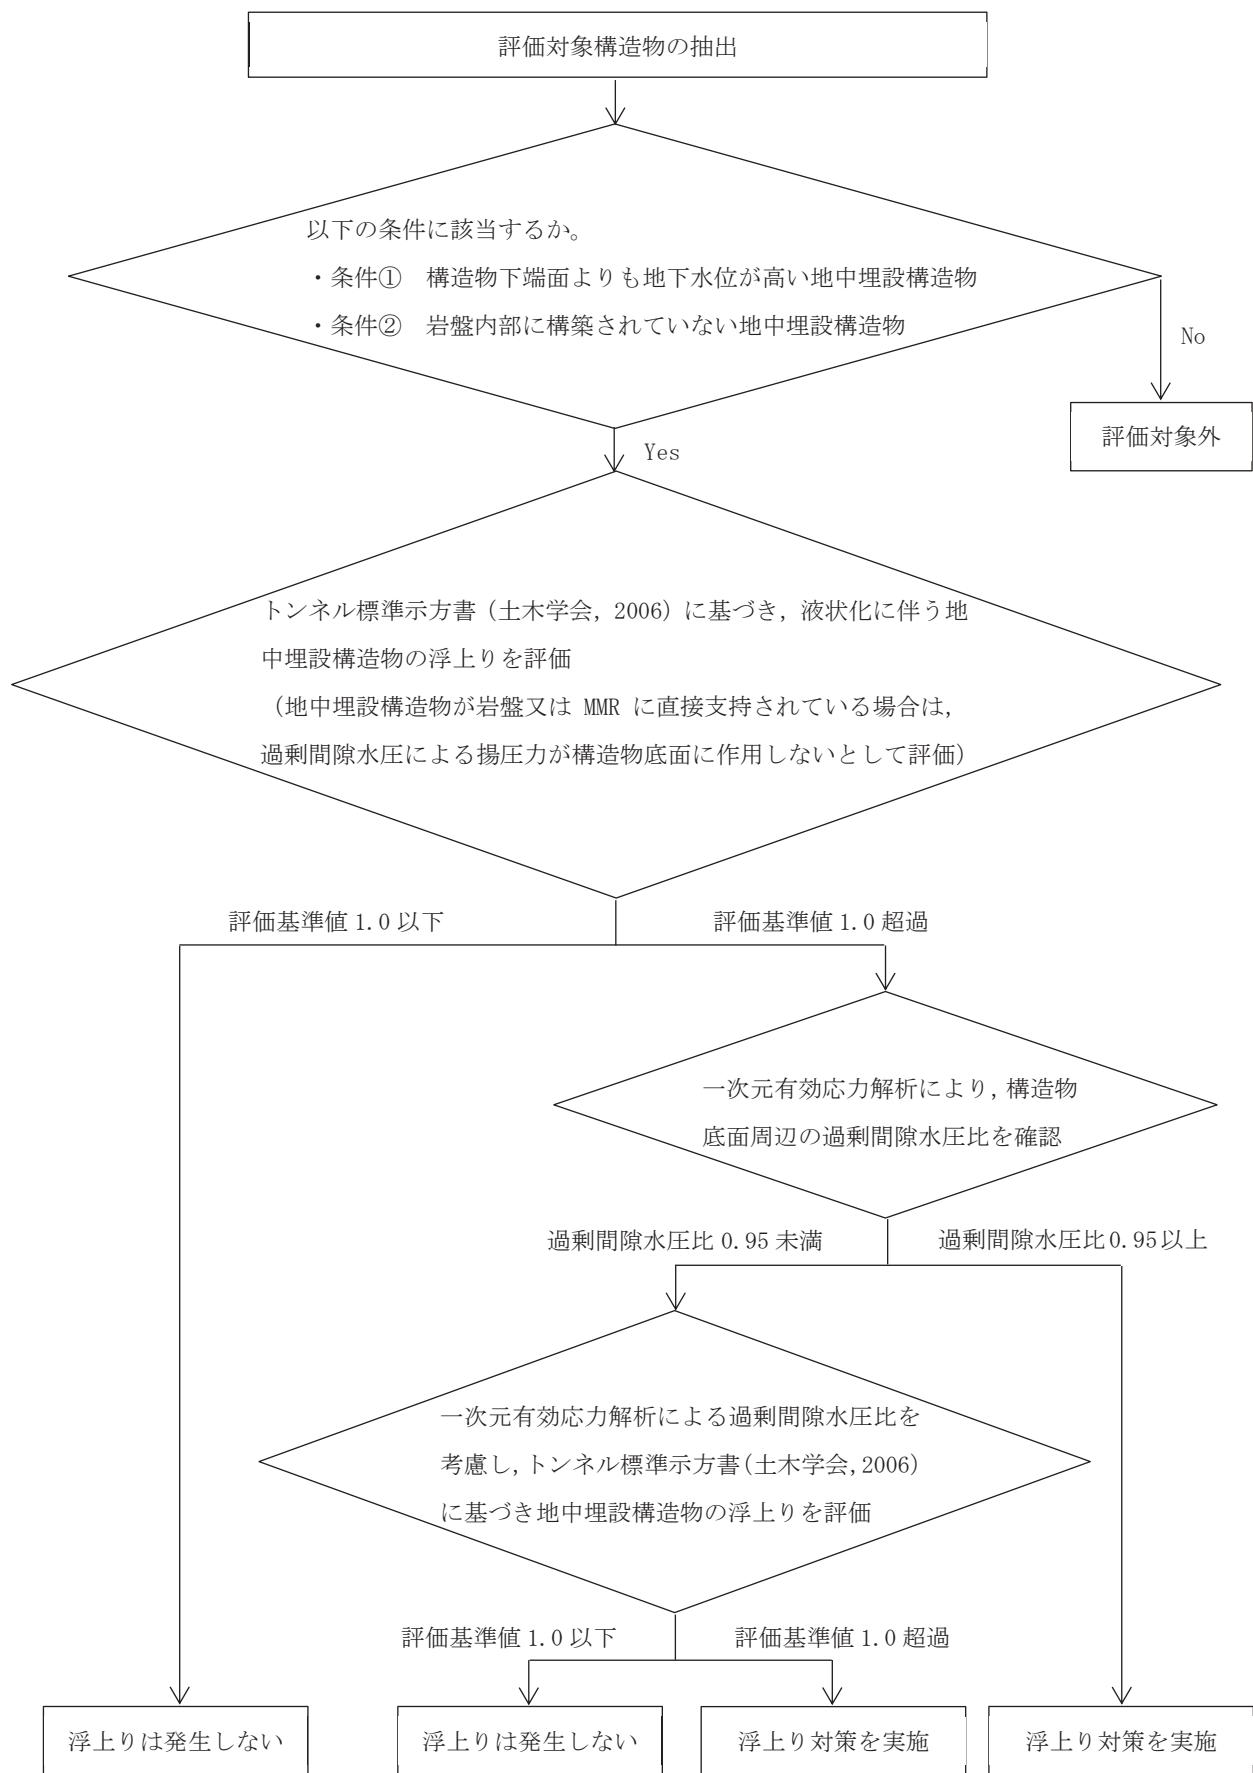 評価対象構造物の抽出
以下の条件に該当するか。
・条件① 構造物下端面よりも地下水位が高い地中埋設構造物
・条件② 岩盤内部に構築されていない地中埋設構造物
No
評価対象外
Yes
トンネル標準示方書（土木学会，2006）に基づき，液状化に伴う地
中埋設構造物の浮上りを評価
（地中埋設構造物が岩盤又は MMR に直接支持されている場合は，
過剰間隙水圧による揚圧力が構造物底面に作用しないとして評価）
評価基準値 1.0 以下
評価基準値 1.0 超過
一次元有効応力解析により，構造物
底面周辺の過剰間隙水圧比を確認
過剰間隙水圧比 0.95 未満
過剰間隙水圧比 0.95 以上
一次元有効応力解析による過剰間隙水圧比を
考慮し，トンネル標準示方書（土木学会，2006）
に基づき地中埋設構造物の浮上りを評価
評価基準値 1.0 以下
評価基準値 1.0 超過
浮上りは発生しない
浮上りは発生しない
浮上り対策を実施
浮上り対策を実施